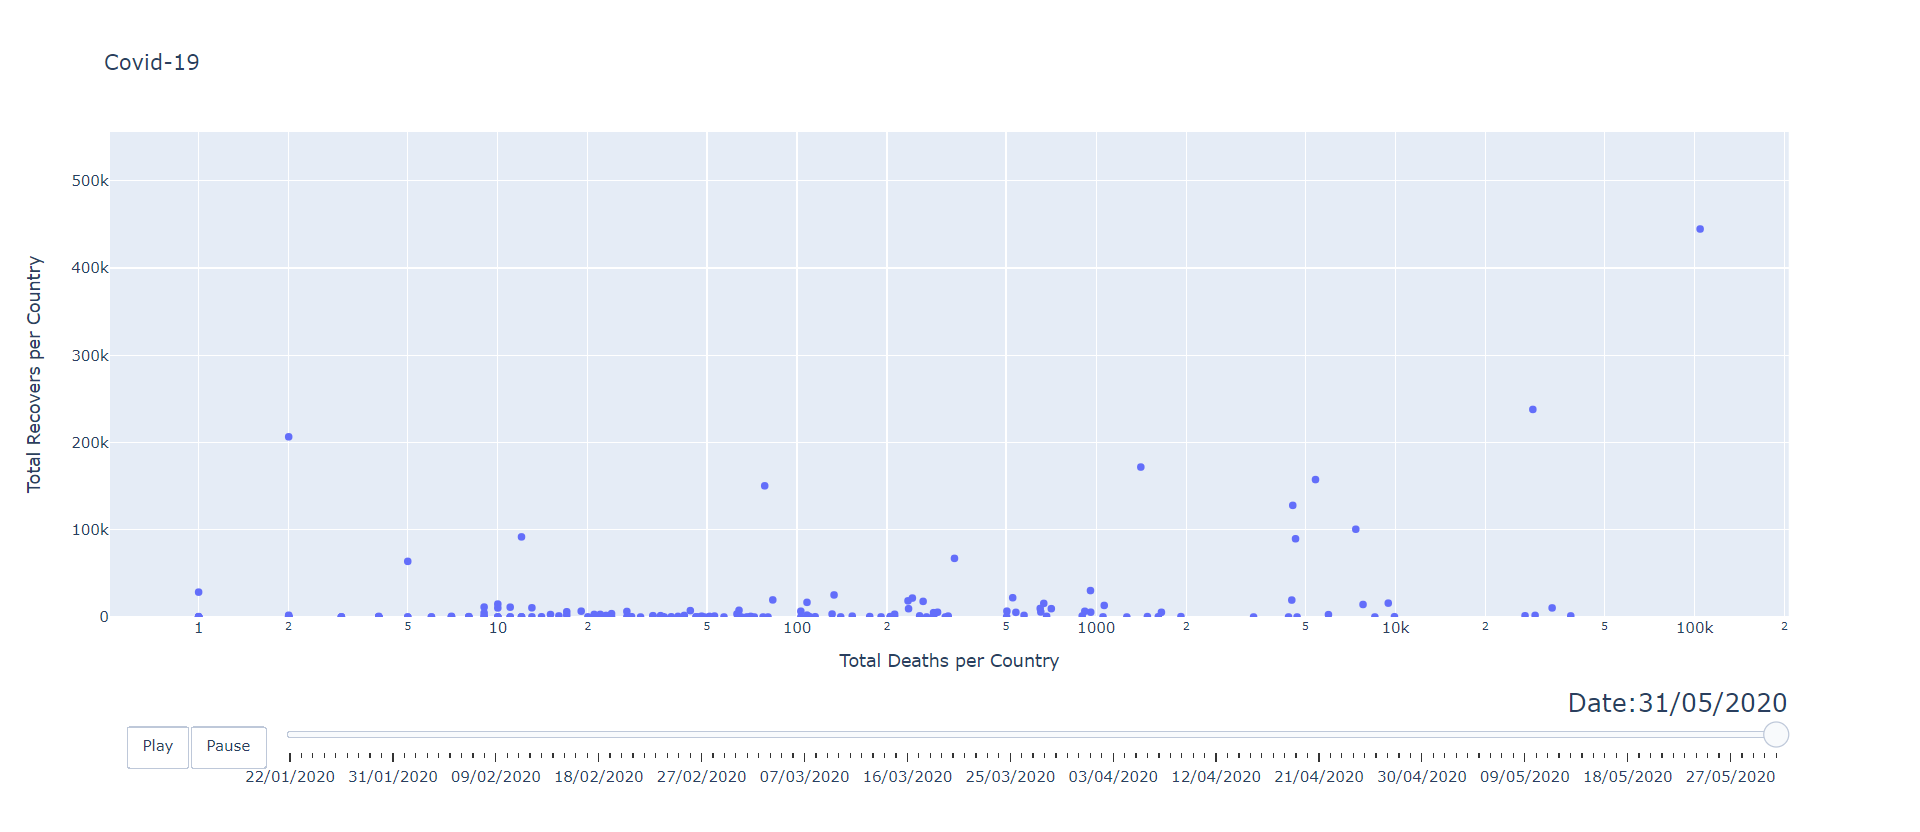 Covid-19
500k
400k
300k
200k
100k
0
Total Recovers per Country
1 2 5 10 2 5 100 2 5 1000 2 5 10k 2 5 100k 2
Total Deaths per Country
Date:31/05/2020
Play Pause
22/01/2020 31/01/2020 09/02/2020 18/02/2020 27/02/2020 07/03/2020 16/03/2020 25/03/2020 03/04/2020 12/04/2020 21/04/2020 30/04/2020 09/05/2020 18/05/2020 27/05/2020